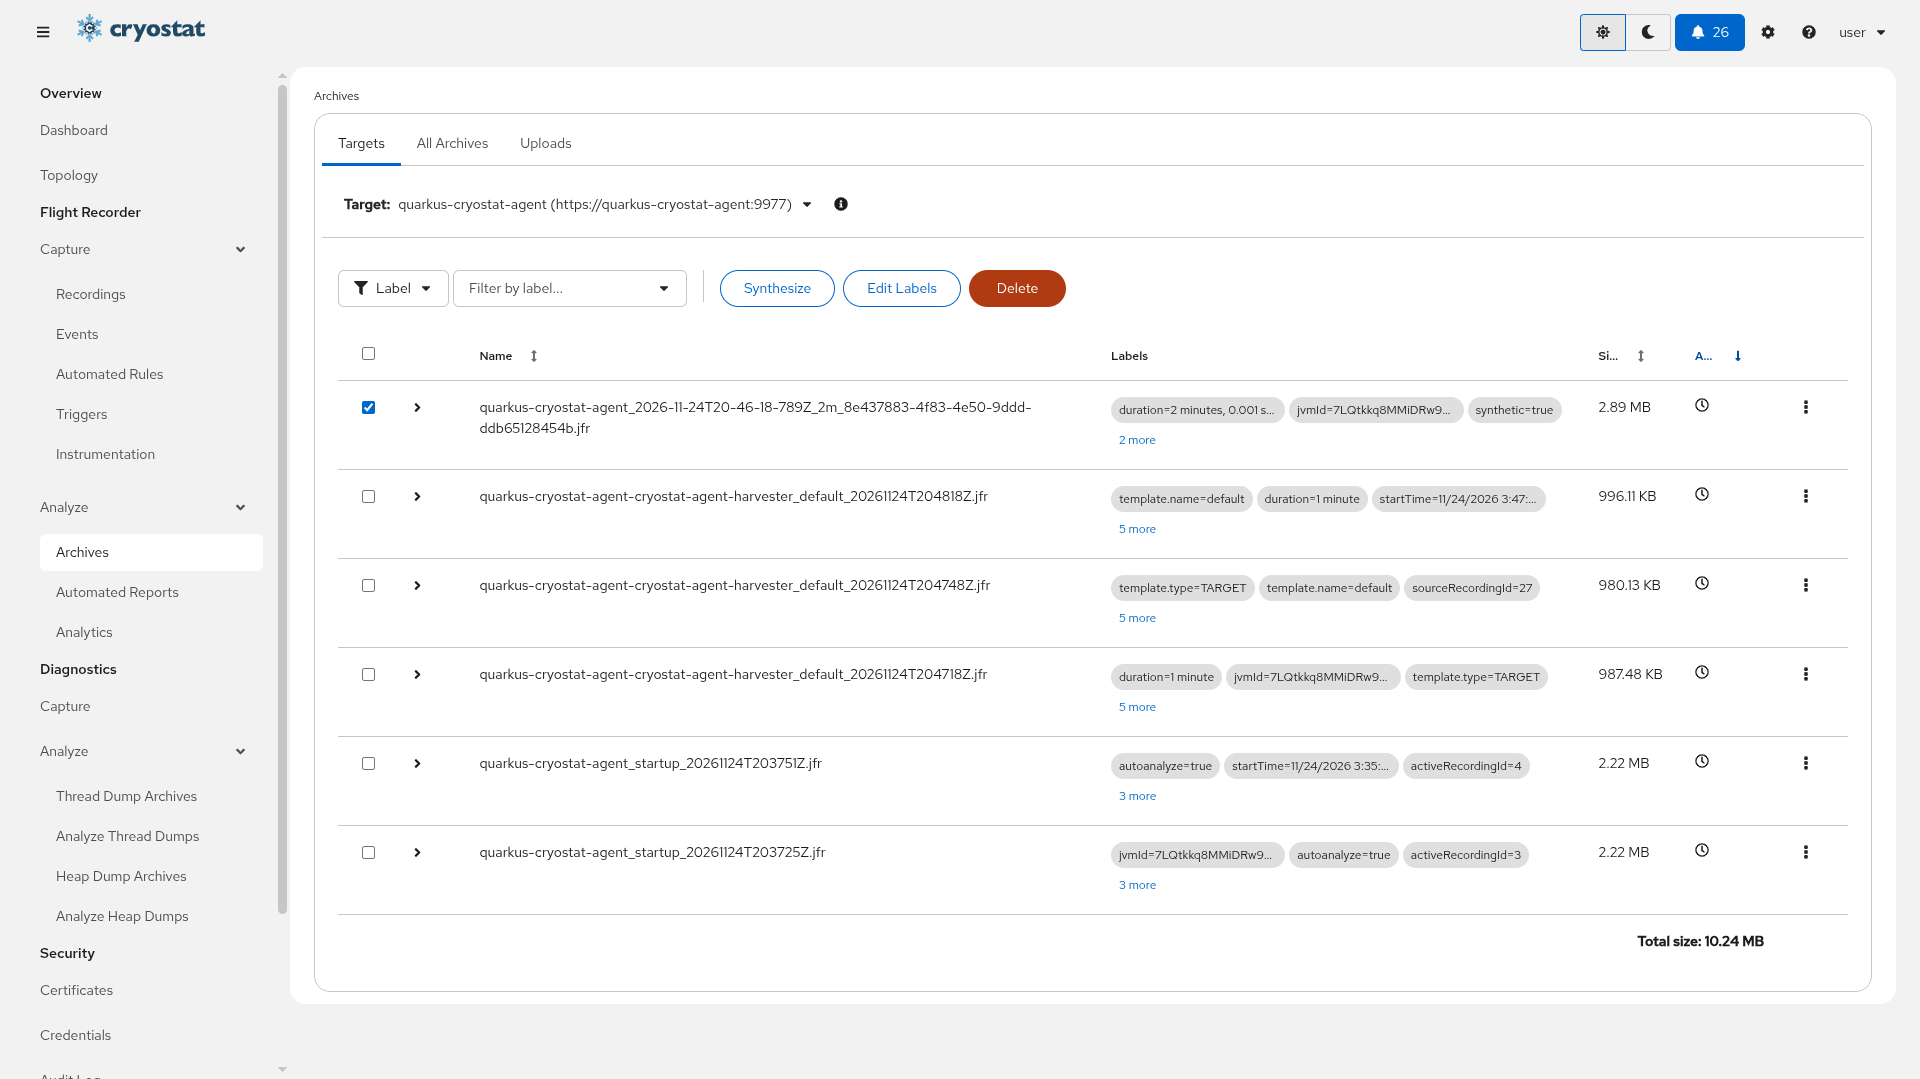 cryostat
26
user
Overview
Dashboard
Topology
Flight Recorder
Capture
Recordings
Events
Automated Rules
Triggers
Instrumentation
Analyze
Archives
Automated Reports
Analytics
Diagnostics
Capture
Analyze
Thread Dump Archives
Analyze Thread Dumps
Heap Dump Archives
Analyze Heap Dumps
Security
Certificates
Credentials
Audit Log
Archives
Targets All Archives Uploads
Target: quarkus-cryostat-agent (https://quarkus-cryostat-agent:9977)
Label Filter by label... Synthesize Edit Labels Delete
Name Labels Si... A...
quarkus-cryostat-agent_2026-11-24T20-46-18-789Z_2m_8e437883-4f83-4e50-9ddd-
ddb65128454b.jfr
duration=2 minutes, 0.001 s... jvmId=7LQtkkq8MMiDRw9... synthetic=true 2.89 MB
2 more
quarkus-cryostat-agent-cryostat-agent-harvester_default_20261124T204818Z.jfr template.name=default duration=1 minute startTime=11/24/2026 3:47:... 996.11 KB
5 more
quarkus-cryostat-agent-cryostat-agent-harvester_default_20261124T204748Z.jfr template.type=TARGET template.name=default sourceRecordingId=27 980.13 KB
5 more
quarkus-cryostat-agent-cryostat-agent-harvester_default_20261124T204718Z.jfr duration=1 minute jvmId=7LQtkkq8MMiDRw9... template.type=TARGET 987.48 KB
5 more
quarkus-cryostat-agent_startup_20261124T203751Z.jfr autoanalyze=true startTime=11/24/2026 3:35:... activeRecordingId=4 2.22 MB
3 more
quarkus-cryostat-agent_startup_20261124T203725Z.jfr jvmId=7LQtkkq8MMiDRw9... autoanalyze=true activeRecordingId=3 2.22 MB
3 more
Total size: 10.24 MB